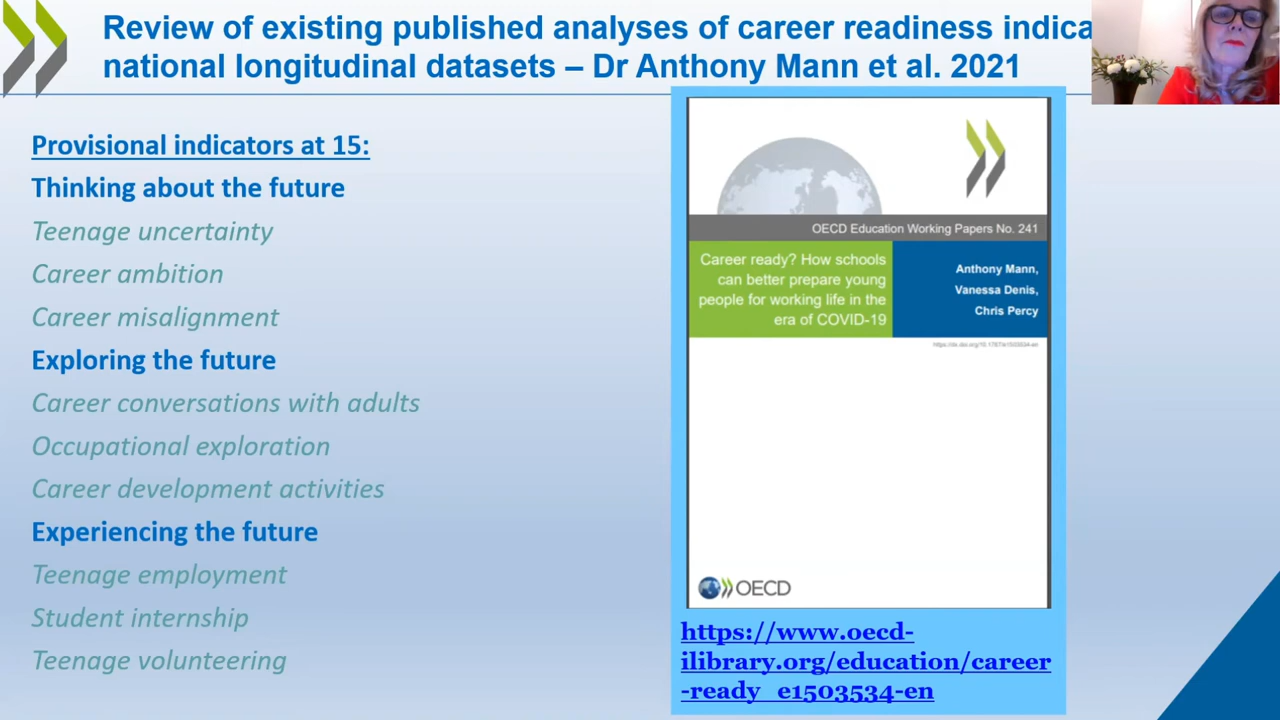 Review of existing published analyses of career readiness indica
national longitudinal datasets – Dr Anthony Mann et al. 2021
Provisional indicators at 15:
Thinking about the future
Teenage uncertainty
Career ambition
Career misalignment
Exploring the future
Career conversations with adults
Occupational exploration
Career development activities
Experiencing the future
Teenage employment
Student internship
Teenage volunteering
OECD Education Working Papers No. 241
Career ready? How schools
can better prepare young
people for working life in the
era of COVID-19
Anthony Mann,
Vanessa Denis,
Chris Percy
OECD
https://www.oecd-
ilibrary.org/education/career
-ready_e1503534-en